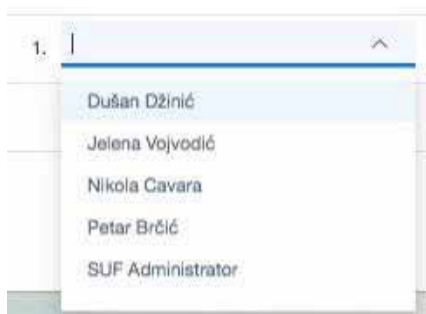 1.
Dušan Džinić
Jelena Vojvodić
Nikola Cavara
Petar Brčić
SUF Administrator